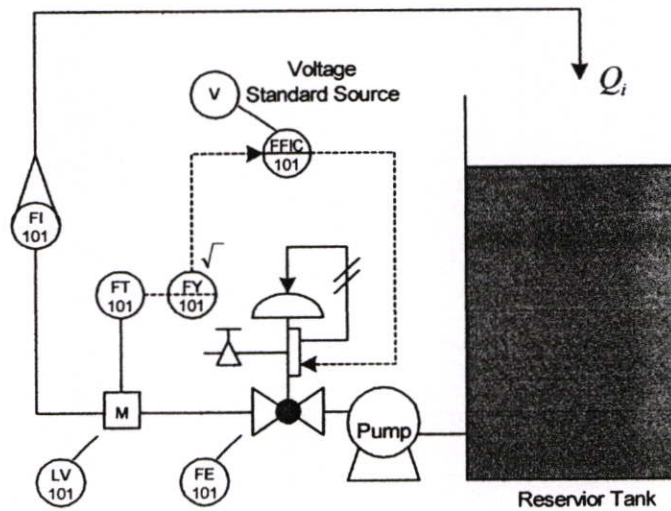 Voltage
Standard Source
V
Qi
FFIC
101
FI
101
√
FT
101
FY
101
M
Pump
LV
101
FE
101
Reservior Tank